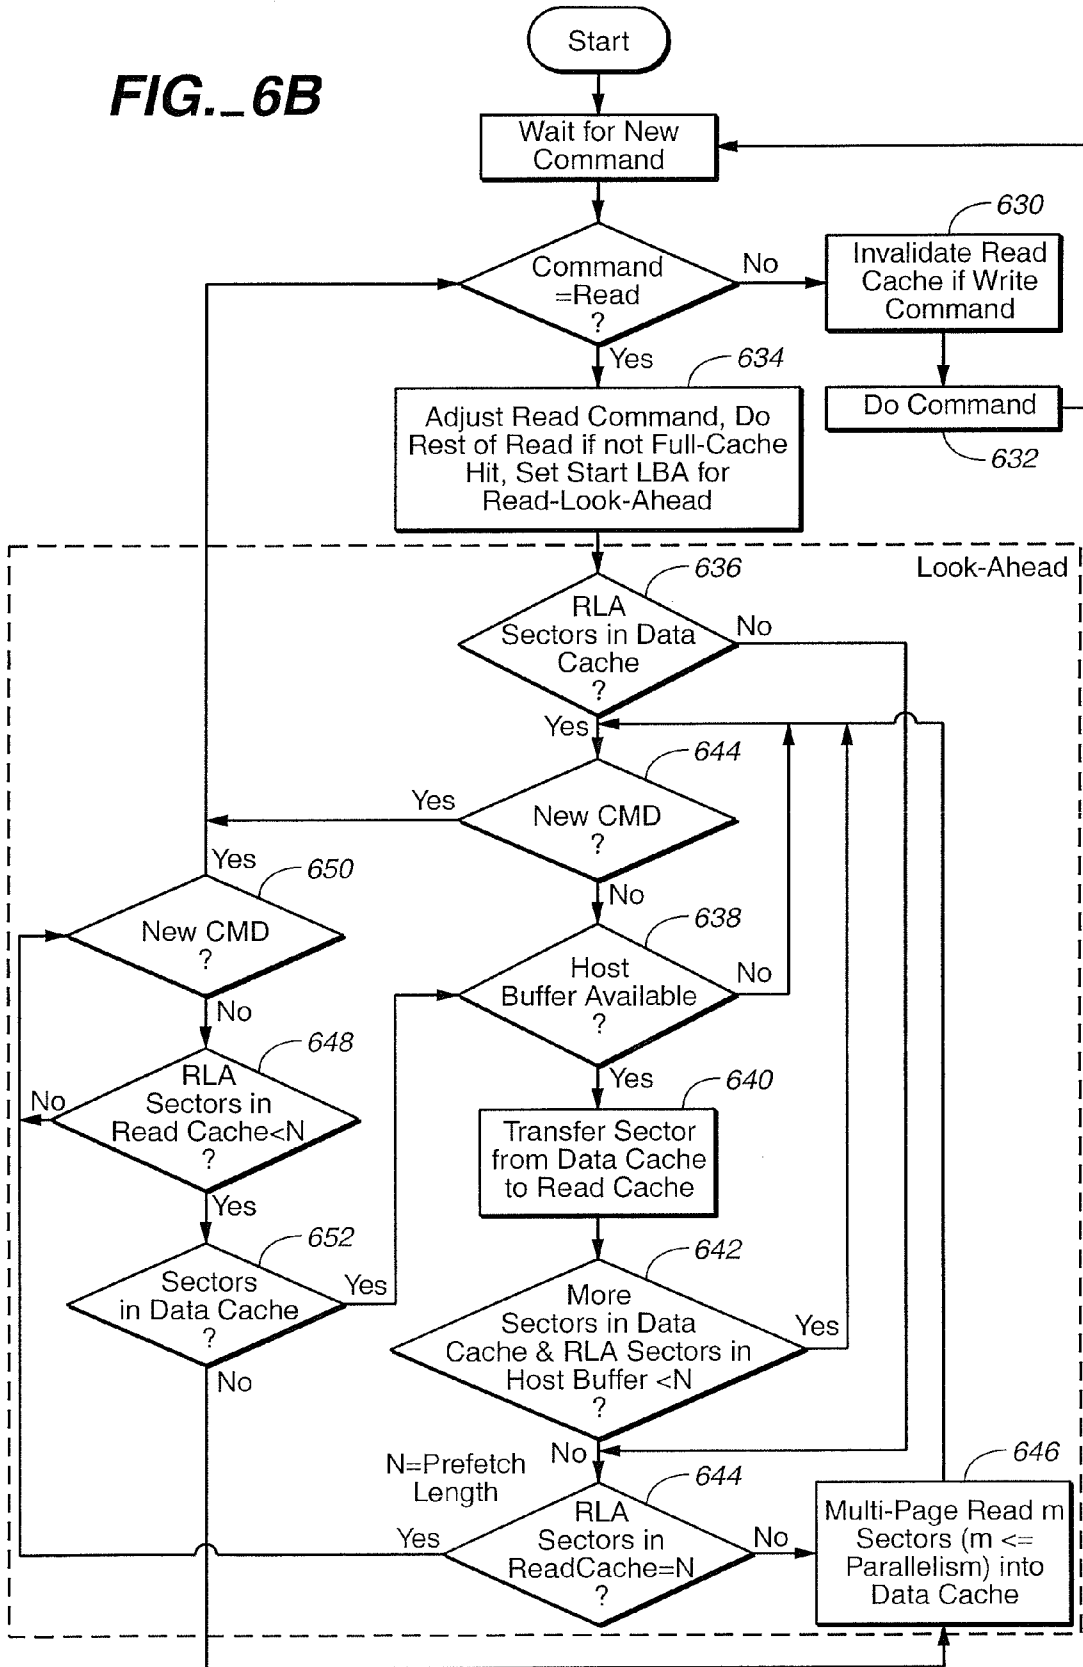 Start
FIG._6B
Wait for New
Command
630
Command
=Read
?
No
Invalidate Read
Cache if Write
Command
Yes
634
Adjust Read Command, Do
Rest of Read if not Full-Cache
Hit, Set Start LBA for
Read-Look-Ahead
Do Command
632
Look-Ahead
636
RLA
Sectors in Data
Cache
?
No
Yes
644
New CMD
?
Yes
No
Yes
650
New CMD
?
No
638
Host
Buffer Available
?
No
Yes
648
RLA
Sectors in
Read Cache<N
?
No
Yes
640
Transfer Sector
from Data Cache
to Read Cache
652
Sectors
in Data Cache
?
Yes
No
642
More
Sectors in Data
Cache & RLA Sectors in
Host Buffer <N
?
Yes
No
N=Prefetch
Length
644
RLA
Sectors in
ReadCache=N
?
Yes
No
646
Multi-Page Read m
Sectors (m <=
Parallelism) into
Data Cache